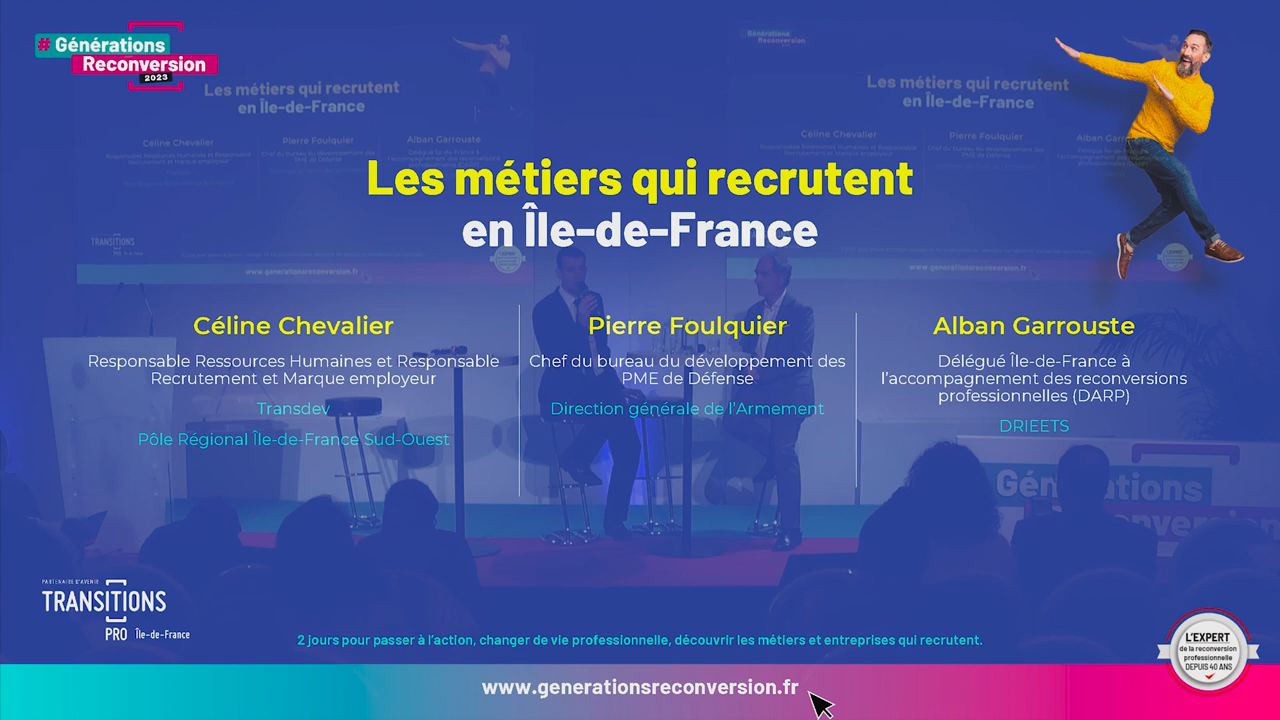 # Générations
Reconversion
2023
Les métiers qui recrutent
en Île-de-France
Céline Chevalier
Responsable Ressources Humaines et Responsable
Recrutement et Marque employeur
Transdev
Pôle Régional Île-de-France Sud-Ouest
Pierre Foulquier
Chef du bureau du développement des
PME de Défense
Direction générale de l'Armement
Alban Garrouste
Délégué Île-de-France à
l'accompagnement des reconversions
professionnelles (DARP)
DRIEETS
PARTENAIRE D'AVENIR
TRANSITIONS
PRO Île-de-France
2 jours pour passer à l'action, changer de vie professionnelle, découvrir les métiers et entreprises qui recrutent.
L'EXPERT
de la reconversion
professionnelle
DEPUIS 40 ANS
www.generationsreconversion.fr